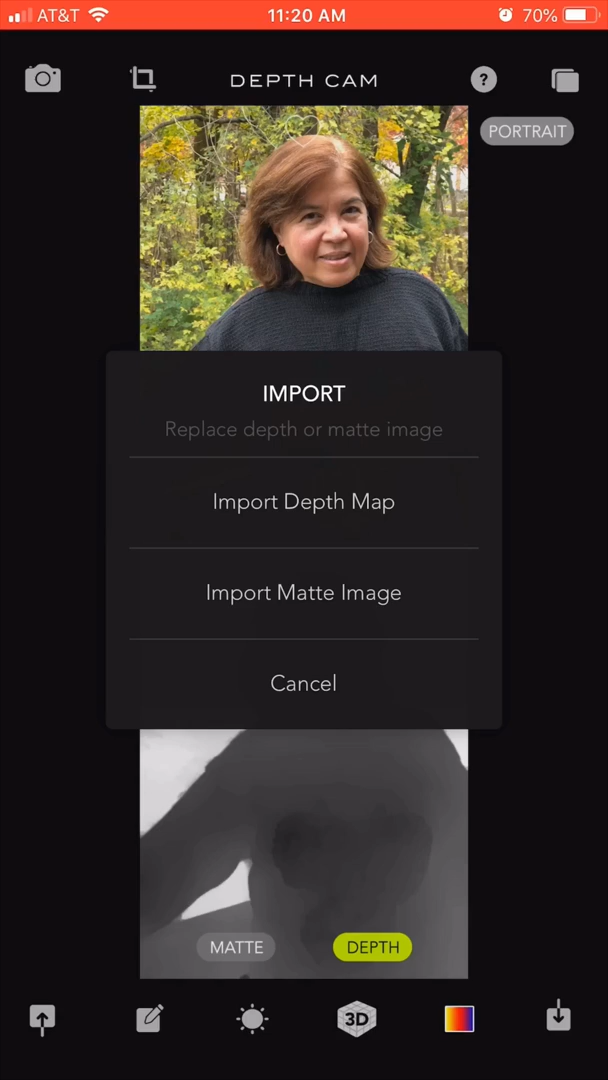 AT&T
11:20 AM
70%
DEPTH CAM
?
PORTRAIT
IMPORT
Replace depth or matte image
Import Depth Map
Import Matte Image
Cancel
MATTE
DEPTH
3D